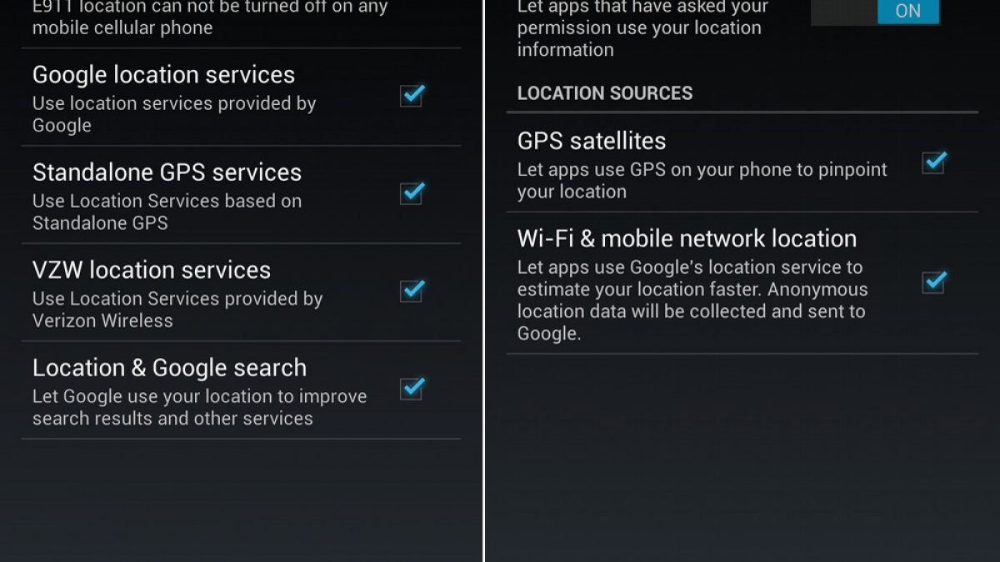 E911 location can not be turned off on any
mobile cellular phone
Google location services
Use location services provided by
Google
Standalone GPS services
Use Location Services based on
Standalone GPS
VZW location services
Use Location Services provided by
Verizon Wireless
Location & Google search
Let Google use your location to improve
search results and other services
Let apps that have asked your
permission use your location
information
ON
LOCATION SOURCES
GPS satellites
Let apps use GPS on your phone to pinpoint
your location
Wi-Fi & mobile network location
Let apps use Google's location service to
estimate your location faster. Anonymous
location data will be collected and sent to
Google.